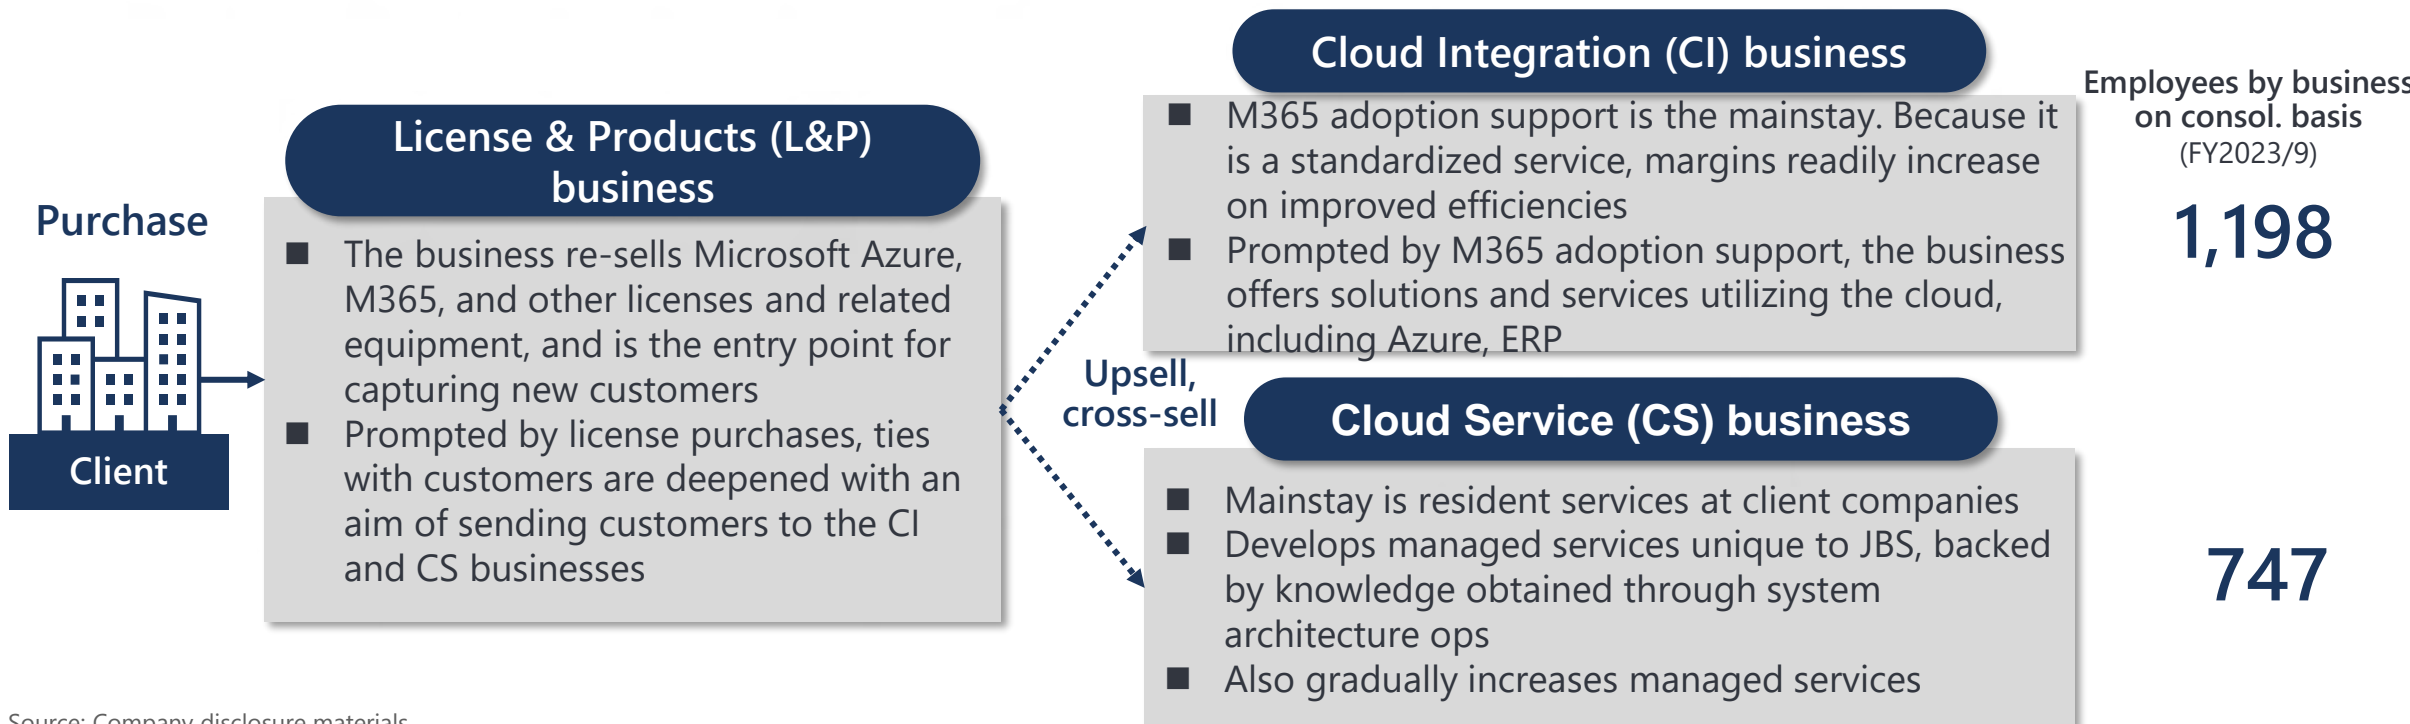 Purchase
Client
License & Products (L&P)
business
■ The business re-sells Microsoft Azure,
M365, and other licenses and related
equipment, and is the entry point for
capturing new customers
■ Prompted by license purchases, ties
with customers are deepened with an
aim of sending customers to the CI
and CS businesses
Upsell,
cross-sell
Cloud Integration (CI) business
■ M365 adoption support is the mainstay. Because it
is a standardized service, margins readily increase
on improved efficiencies
■ Prompted by M365 adoption support, the business
offers solutions and services utilizing the cloud,
including Azure, ERP
Cloud Service (CS) business
■ Mainstay is resident services at client companies
■ Develops managed services unique to JBS, backed
by knowledge obtained through system
architecture ops
■ Also gradually increases managed services
Employees by business
on consol. basis
(FY2023/9)
1,198
747
Source: Company disclosure materials